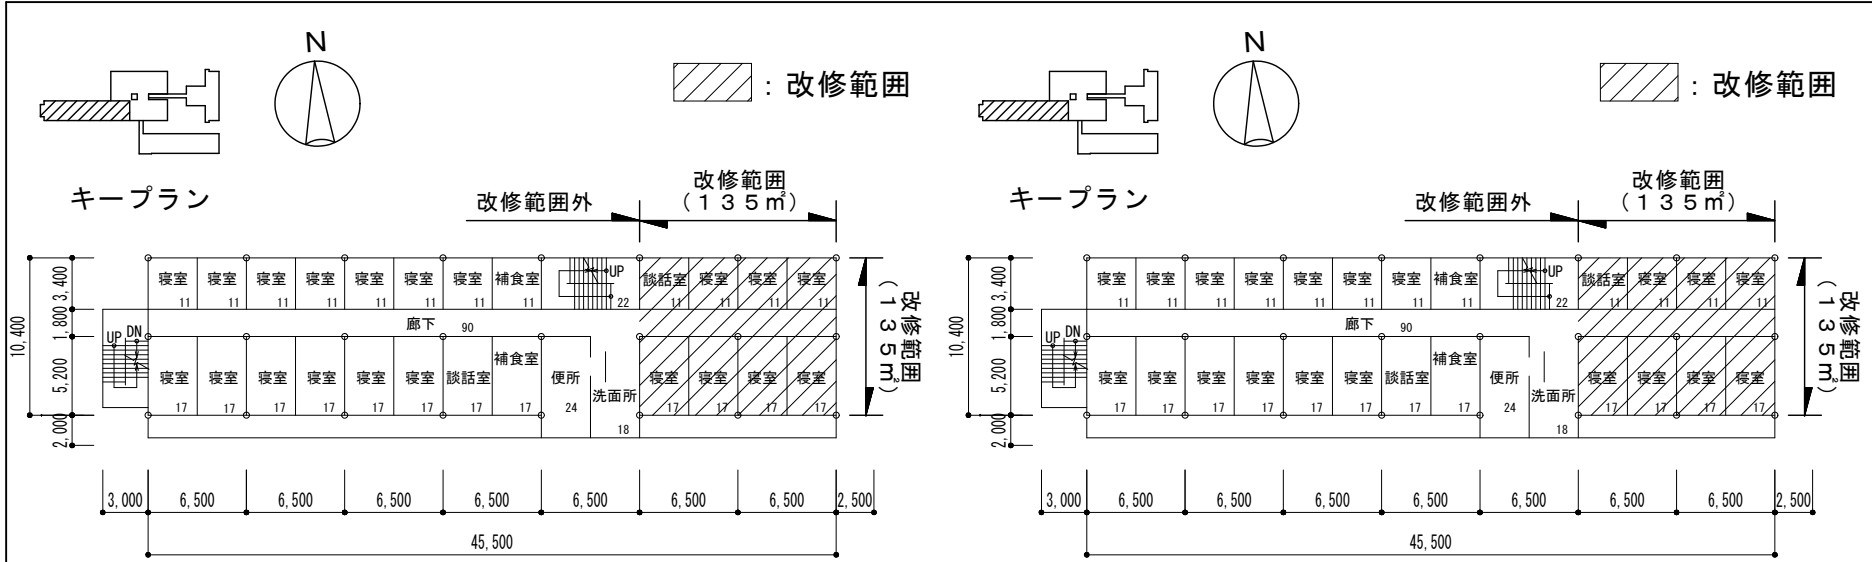 N
：改修範囲
キープラン
改修範囲外
改修範囲
（１３５㎡）
寝室 寝室 寝室 寝室 寝室 寝室 寝室 補食室 UP 談話室 寝室 寝室 寝室
11 11 11 11 11 11 11 11 22 11 11 11 11
廊下 90
UP DN
寝室 寝室 寝室 寝室 寝室 寝室 談話室 補食室 便所 洗面所 寝室 寝室 寝室 寝室
17 17 17 17 17 17 17 17 24 18 17 17 17 17
10,400
3,400
1,800
5,200
2,000
改修範囲
（１３５㎡）
3,000 6,500 6,500 6,500 6,500 6,500 6,500 6,500 2,500
45,500
N
：改修範囲
キープラン
改修範囲外
改修範囲
（１３５㎡）
寝室 寝室 寝室 寝室 寝室 寝室 寝室 補食室 UP 談話室 寝室 寝室 寝室
11 11 11 11 11 11 11 11 22 11 11 11 11
廊下 90
UP DN
寝室 寝室 寝室 寝室 寝室 寝室 談話室 補食室 便所 洗面所 寝室 寝室 寝室 寝室
17 17 17 17 17 17 17 17 24 18 17 17 17 17
10,400
3,400
1,800
5,200
2,000
改修範囲
（１３５㎡）
3,000 6,500 6,500 6,500 6,500 6,500 6,500 6,500 2,500
45,500